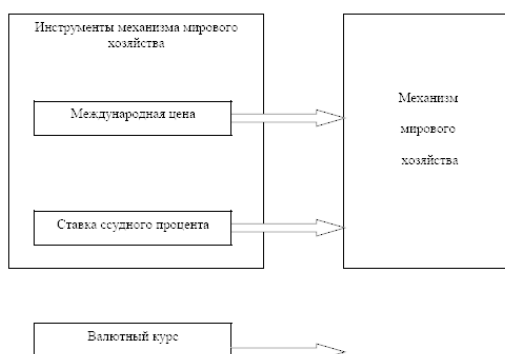 Инструменты механизма мирового
хозяйства
Международная цена
Ставка ссудного процента
Механизм
мирового
хозяйства
Валютный курс